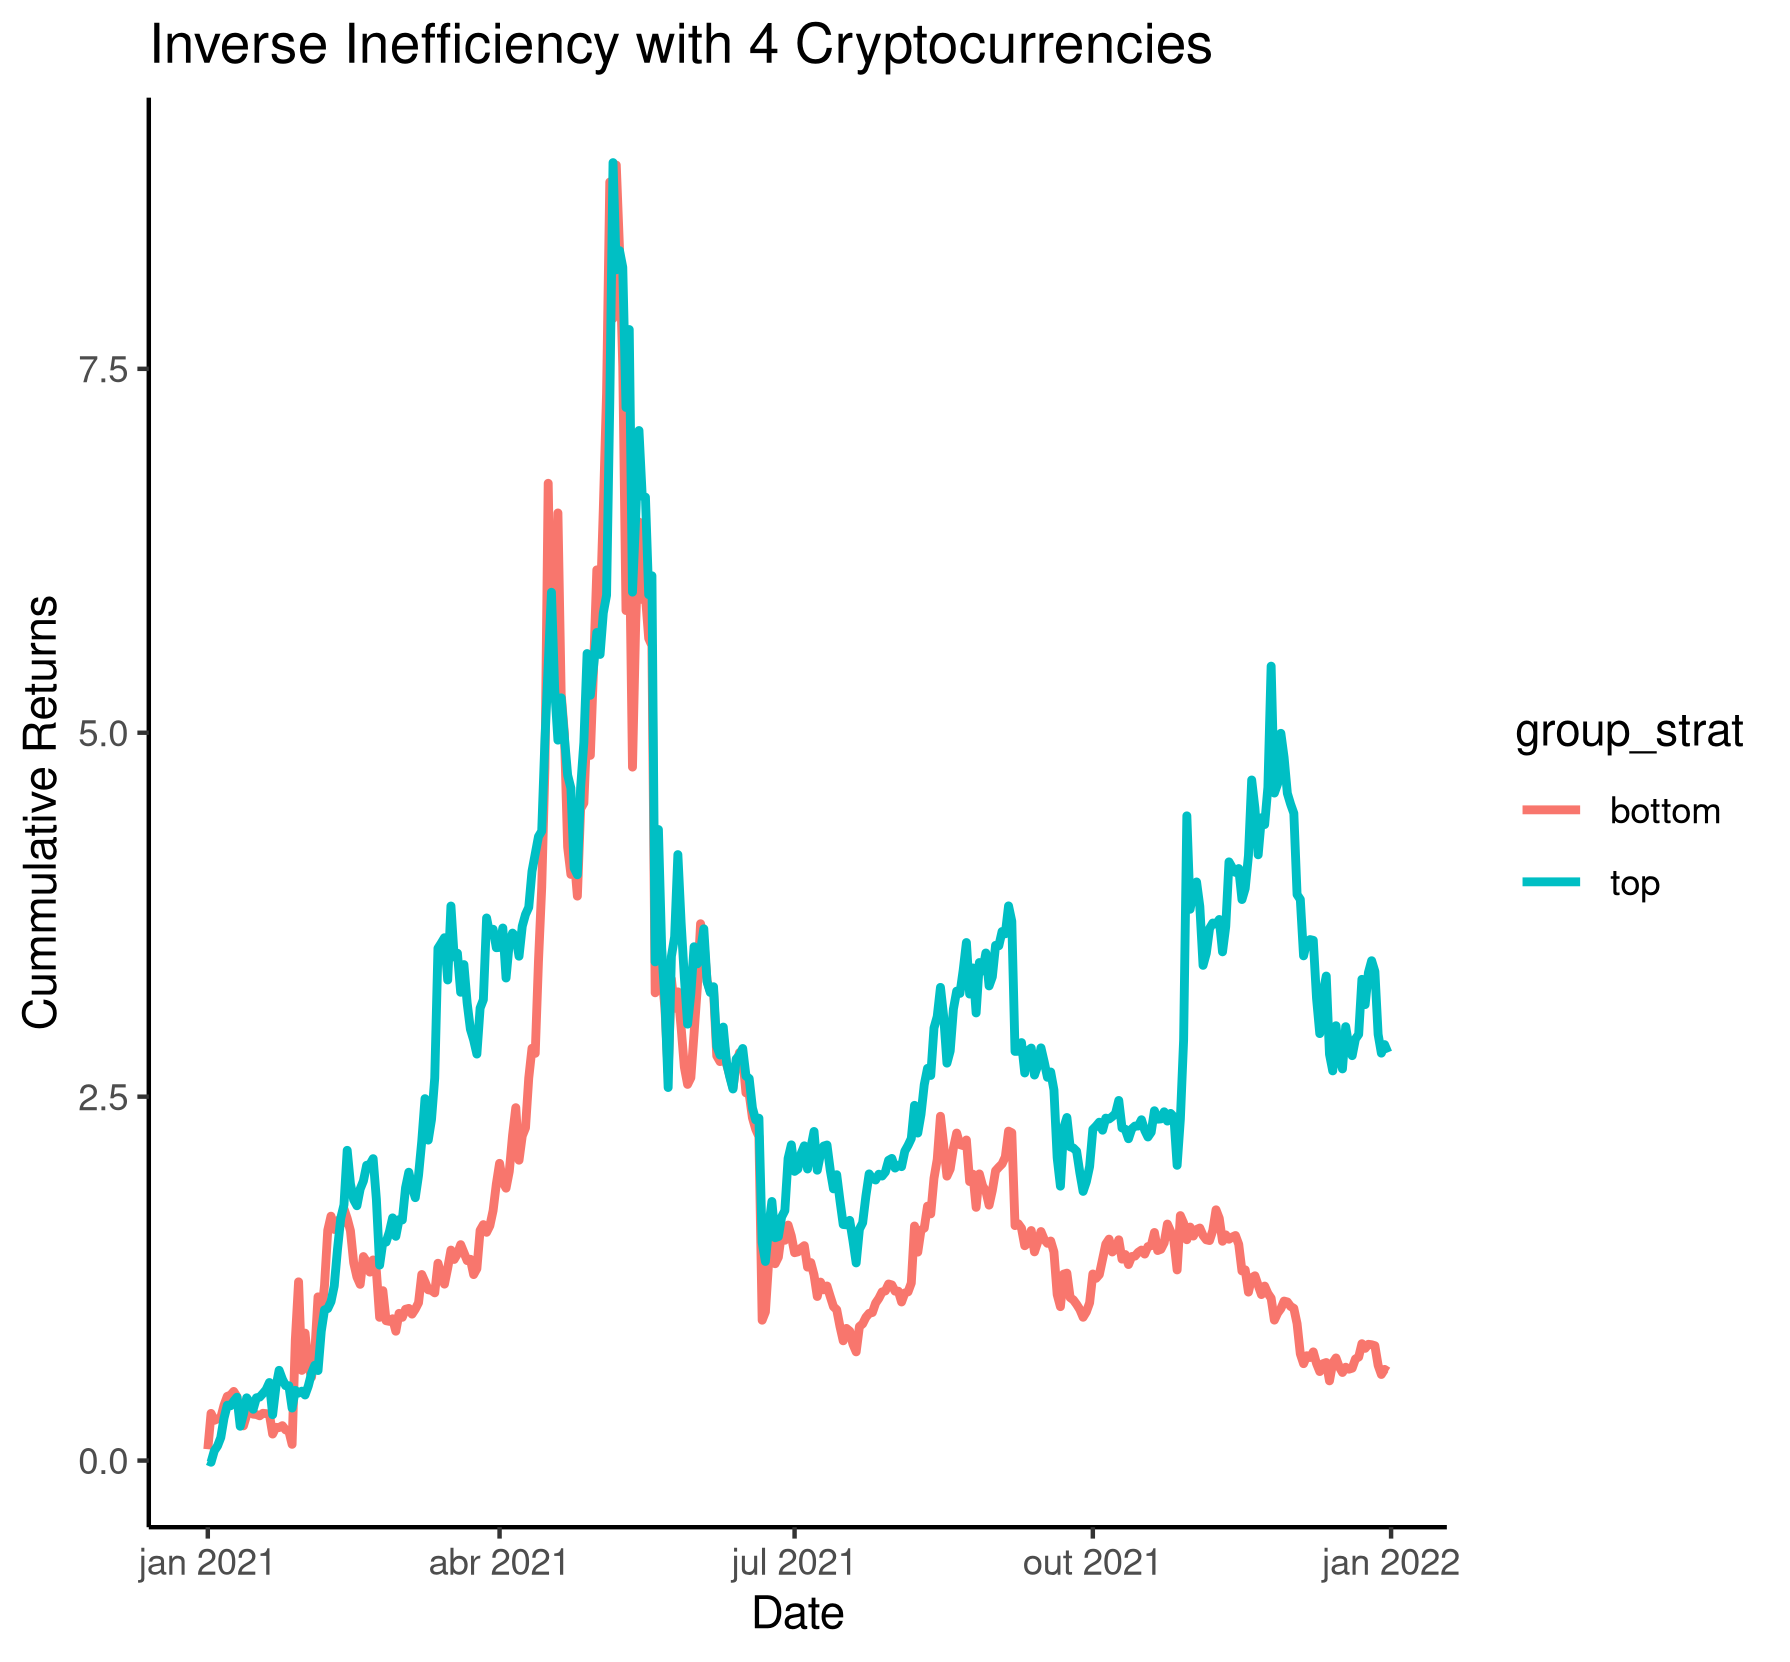 Inverse Inefficiency with 4 Cryptocurrencies
Cummulative Returns
7.5
5.0
2.5
0.0
jan 2021
abr 2021
jul 2021
out 2021
jan 2022
Date
group_strat
bottom
top